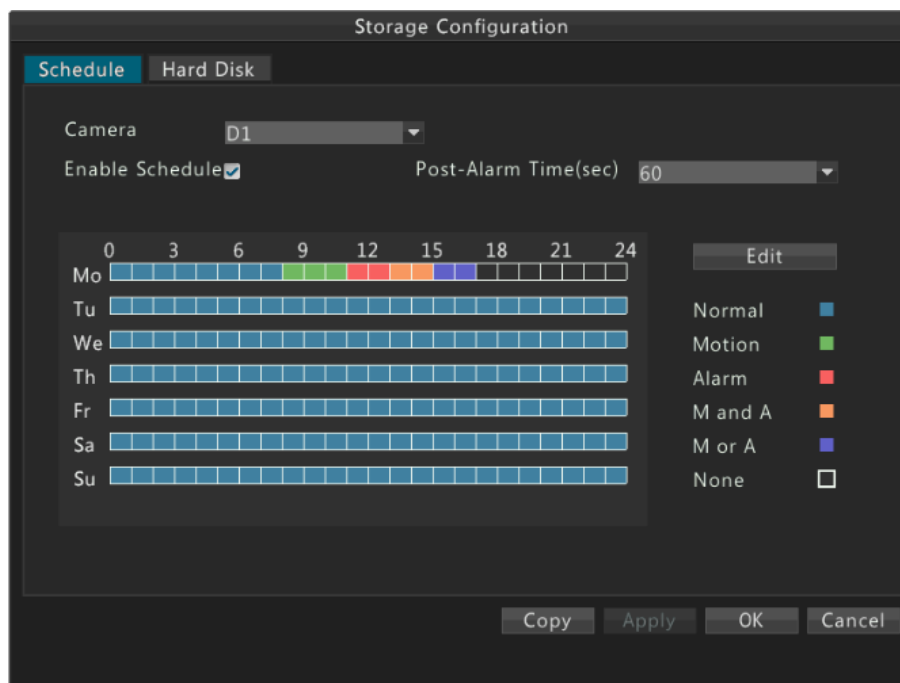 Storage Configuration
Schedule Hard Disk
Camera D1
Enable Schedule Post-Alarm Time(sec) 60
0 3 6 9 12 15 18 21 24
Edit
Mo
Tu
We
Th
Fr
Sa
Su
Normal
Motion
Alarm
M and A
M or A
None
Copy Apply OK Cancel